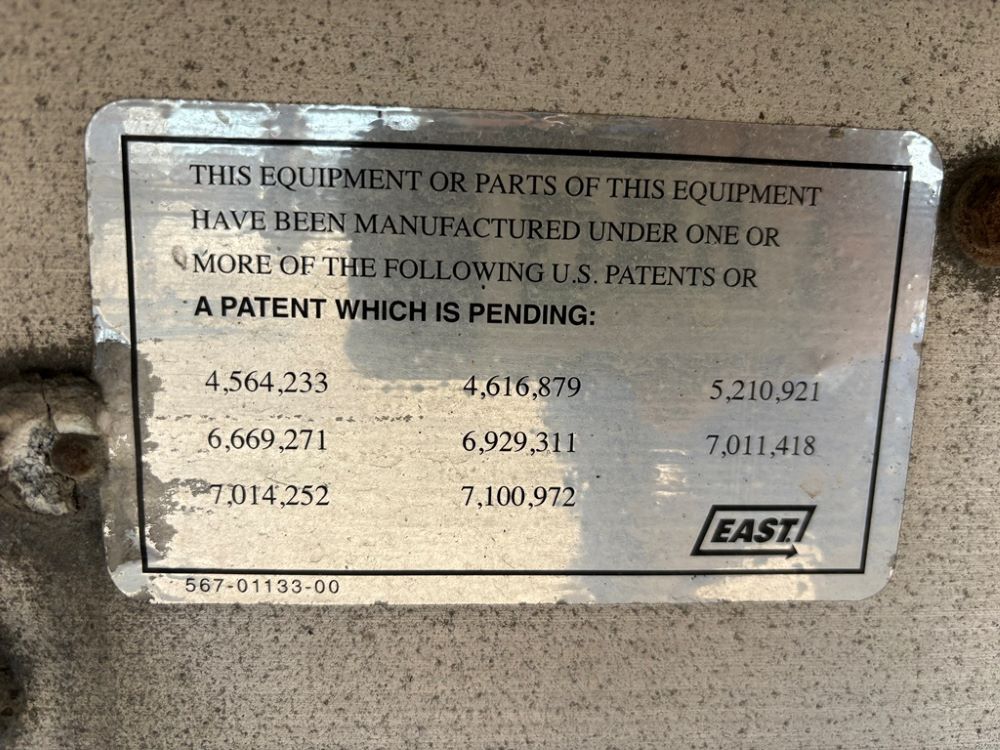 THIS EQUIPMENT OR PARTS OF THIS EQUIPMENT
HAVE BEEN MANUFACTURED UNDER ONE OR
MORE OF THE FOLLOWING U.S. PATENTS OR
A PATENT WHICH IS PENDING:
4,564,233 4,616,879 5,210,921
6,669,271 6,929,311 7,011,418
7,014,252 7,100,972
EAST.
567-01133-00